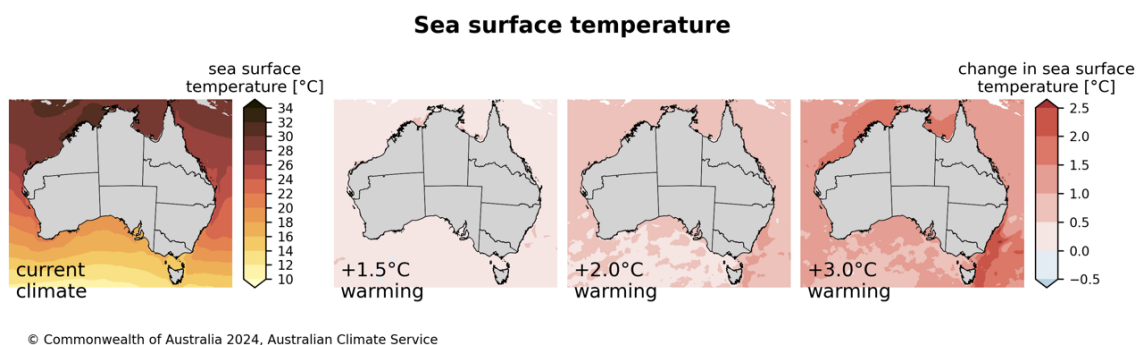 Sea surface temperature
sea surface
temperature [°C]
34
32
30
28
26
24
22
20
18
16
14
12
10
current
climate
+1.5°C
warming
+2.0°C
warming
+3.0°C
warming
change in sea surface
temperature [°C]
2.5
2.0
1.5
1.0
0.5
0.0
−0.5
© Commonwealth of Australia 2024, Australian Climate Service